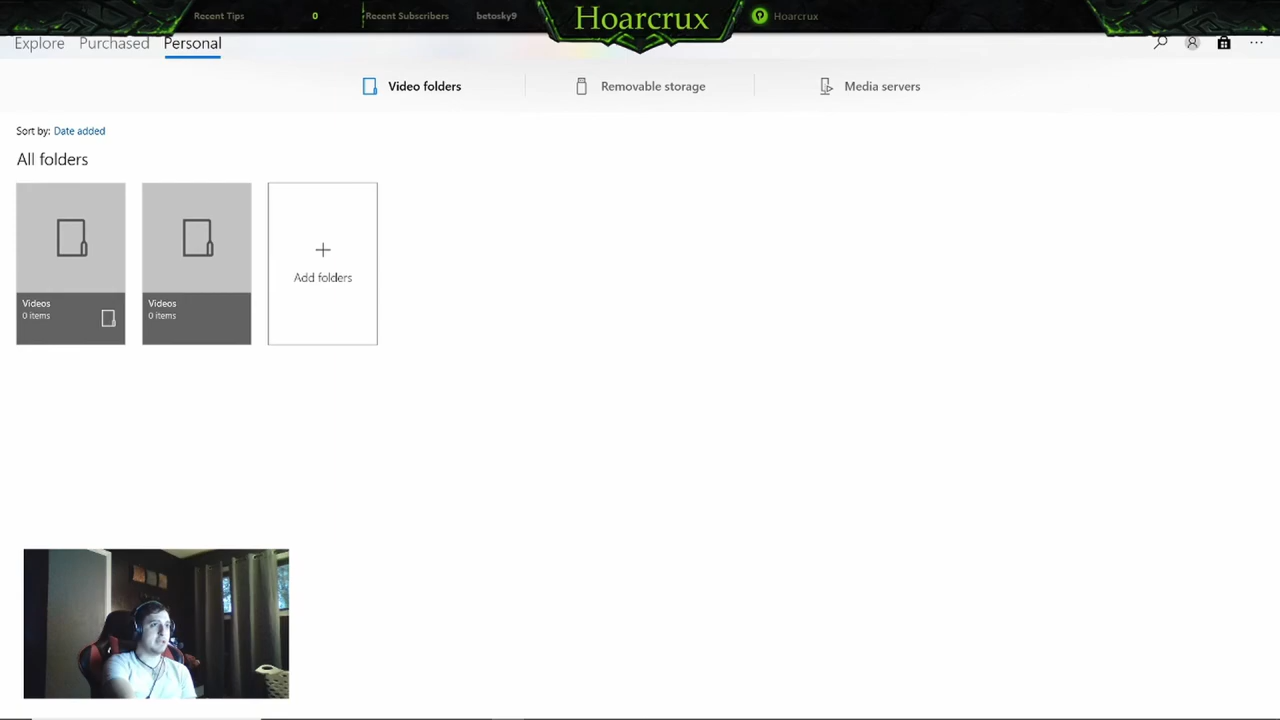 Recent Tips 0 Recent Subscribers betosky9 Hoarcrux Hoarcrux
Explore Purchased Personal
Video folders Removable storage Media servers
Sort by: Date added
All folders
Videos
0 items
Videos
0 items
Add folders